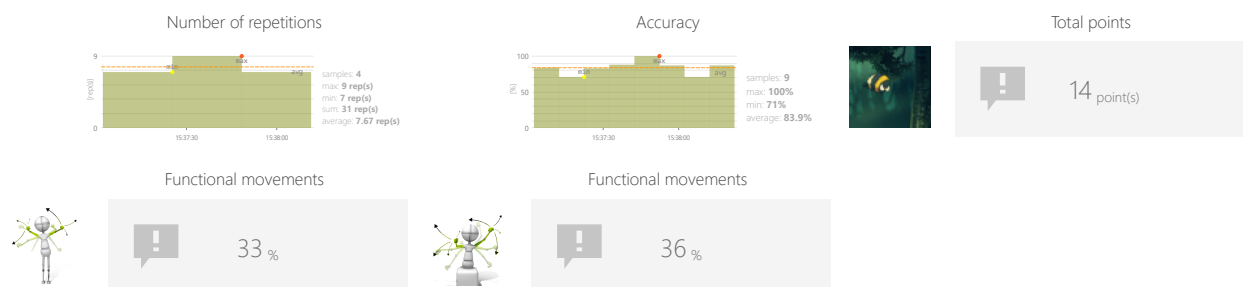 Number of repetitions
9
min
max
avg
[rep(s)]
0
15:37:30
15:38:00
samples: 4
max: 9 rep(s)
min: 7 rep(s)
sum: 31 rep(s)
average: 7.67 rep(s)
Accuracy
100
min
max
avg
[%]
50
0
15:37:30
15:38:00
samples: 9
max: 100%
min: 71%
average: 83.9%
Total points
14 point(s)
Functional movements
33 %
Functional movements
36 %